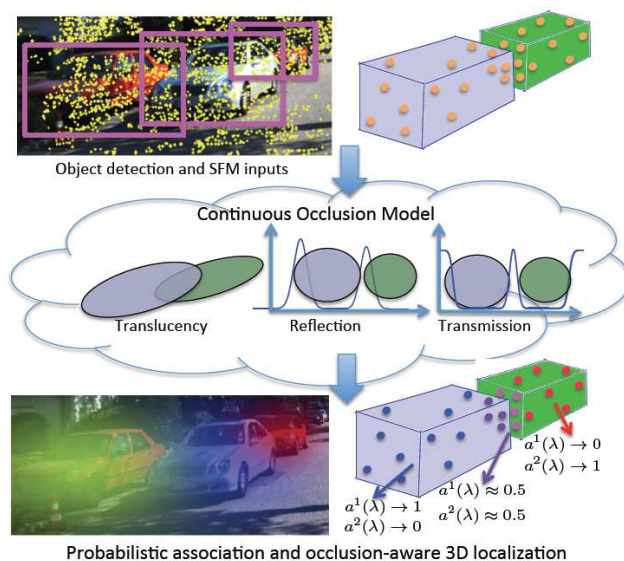 Object detection and SFM inputs
Continuous Occlusion Model
Translucency
Reflection
Transmission
a¹(λ) → 0
a²(λ) → 1
a¹(λ) ≈ 0.5
a²(λ) ≈ 0.5
a¹(λ) → 1
a²(λ) → 0
Probabilistic association and occlusion-aware 3D localization